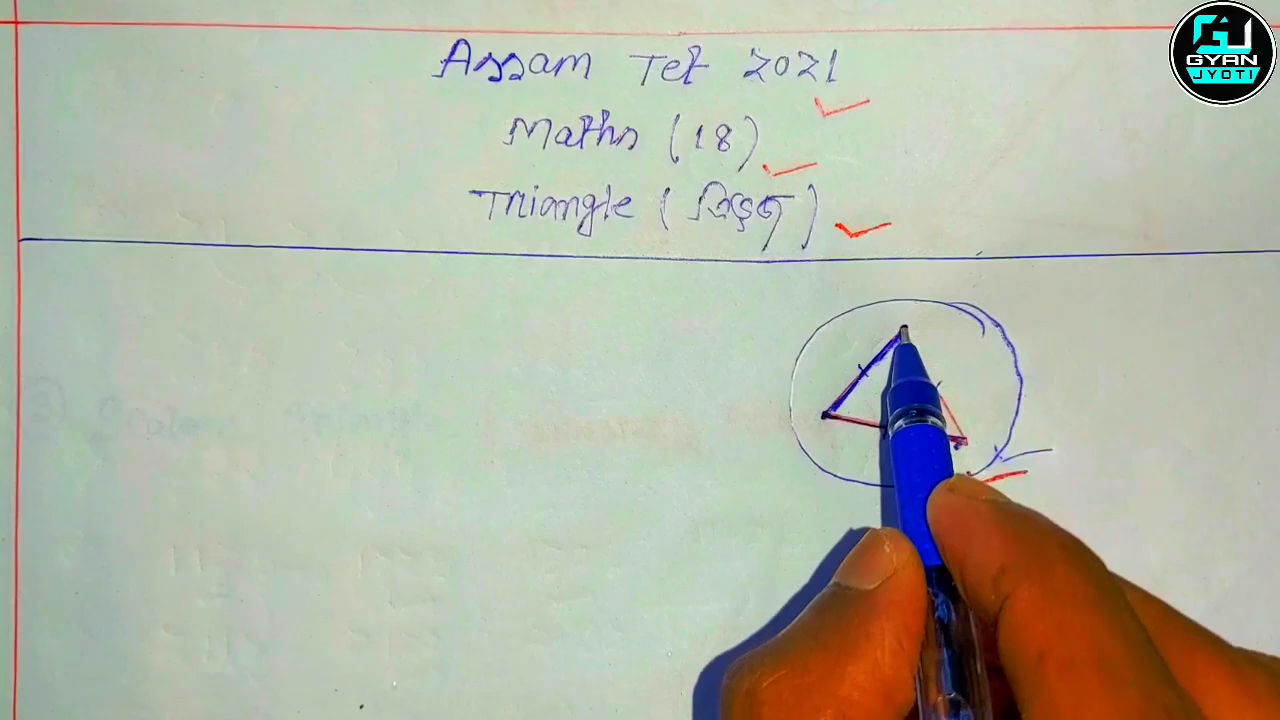 GYAN
JYOTI
Assam Tet 2021
Maths (18)
Triangle (ত্ৰিভুজ)